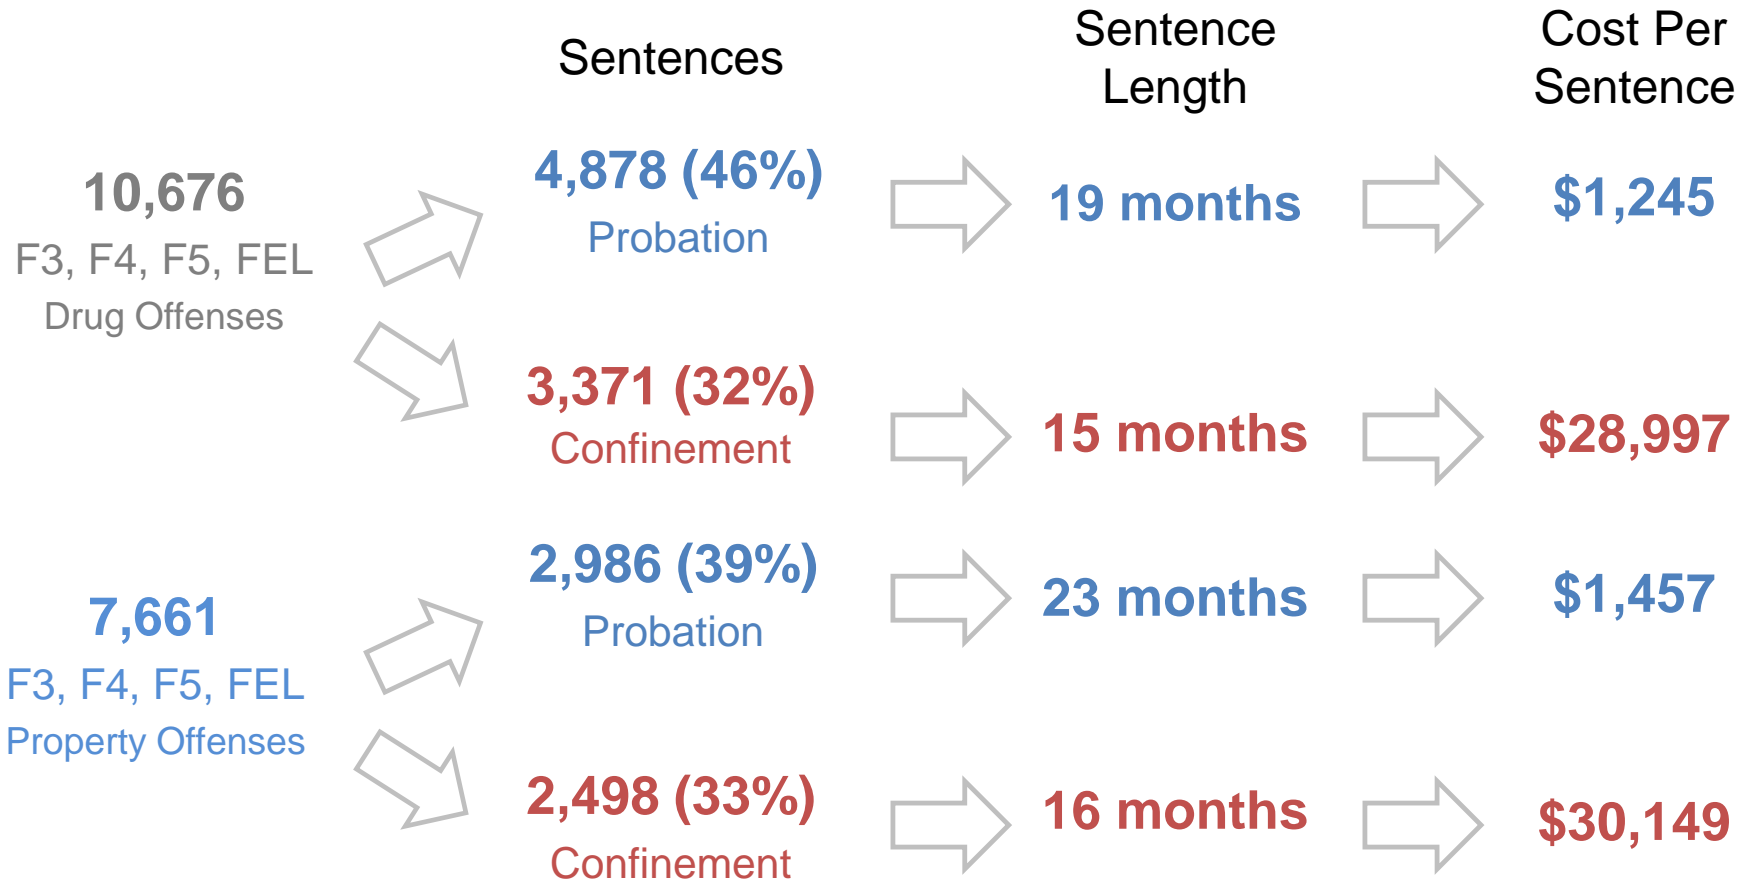 Sentences
Sentence
Length
Cost Per
Sentence
10,676
F3, F4, F5, FEL
Drug Offenses
4,878 (46%)
Probation
19 months
$1,245
3,371 (32%)
Confinement
15 months
$28,997
7,661
F3, F4, F5, FEL
Property Offenses
2,986 (39%)
Probation
23 months
$1,457
2,498 (33%)
Confinement
16 months
$30,149